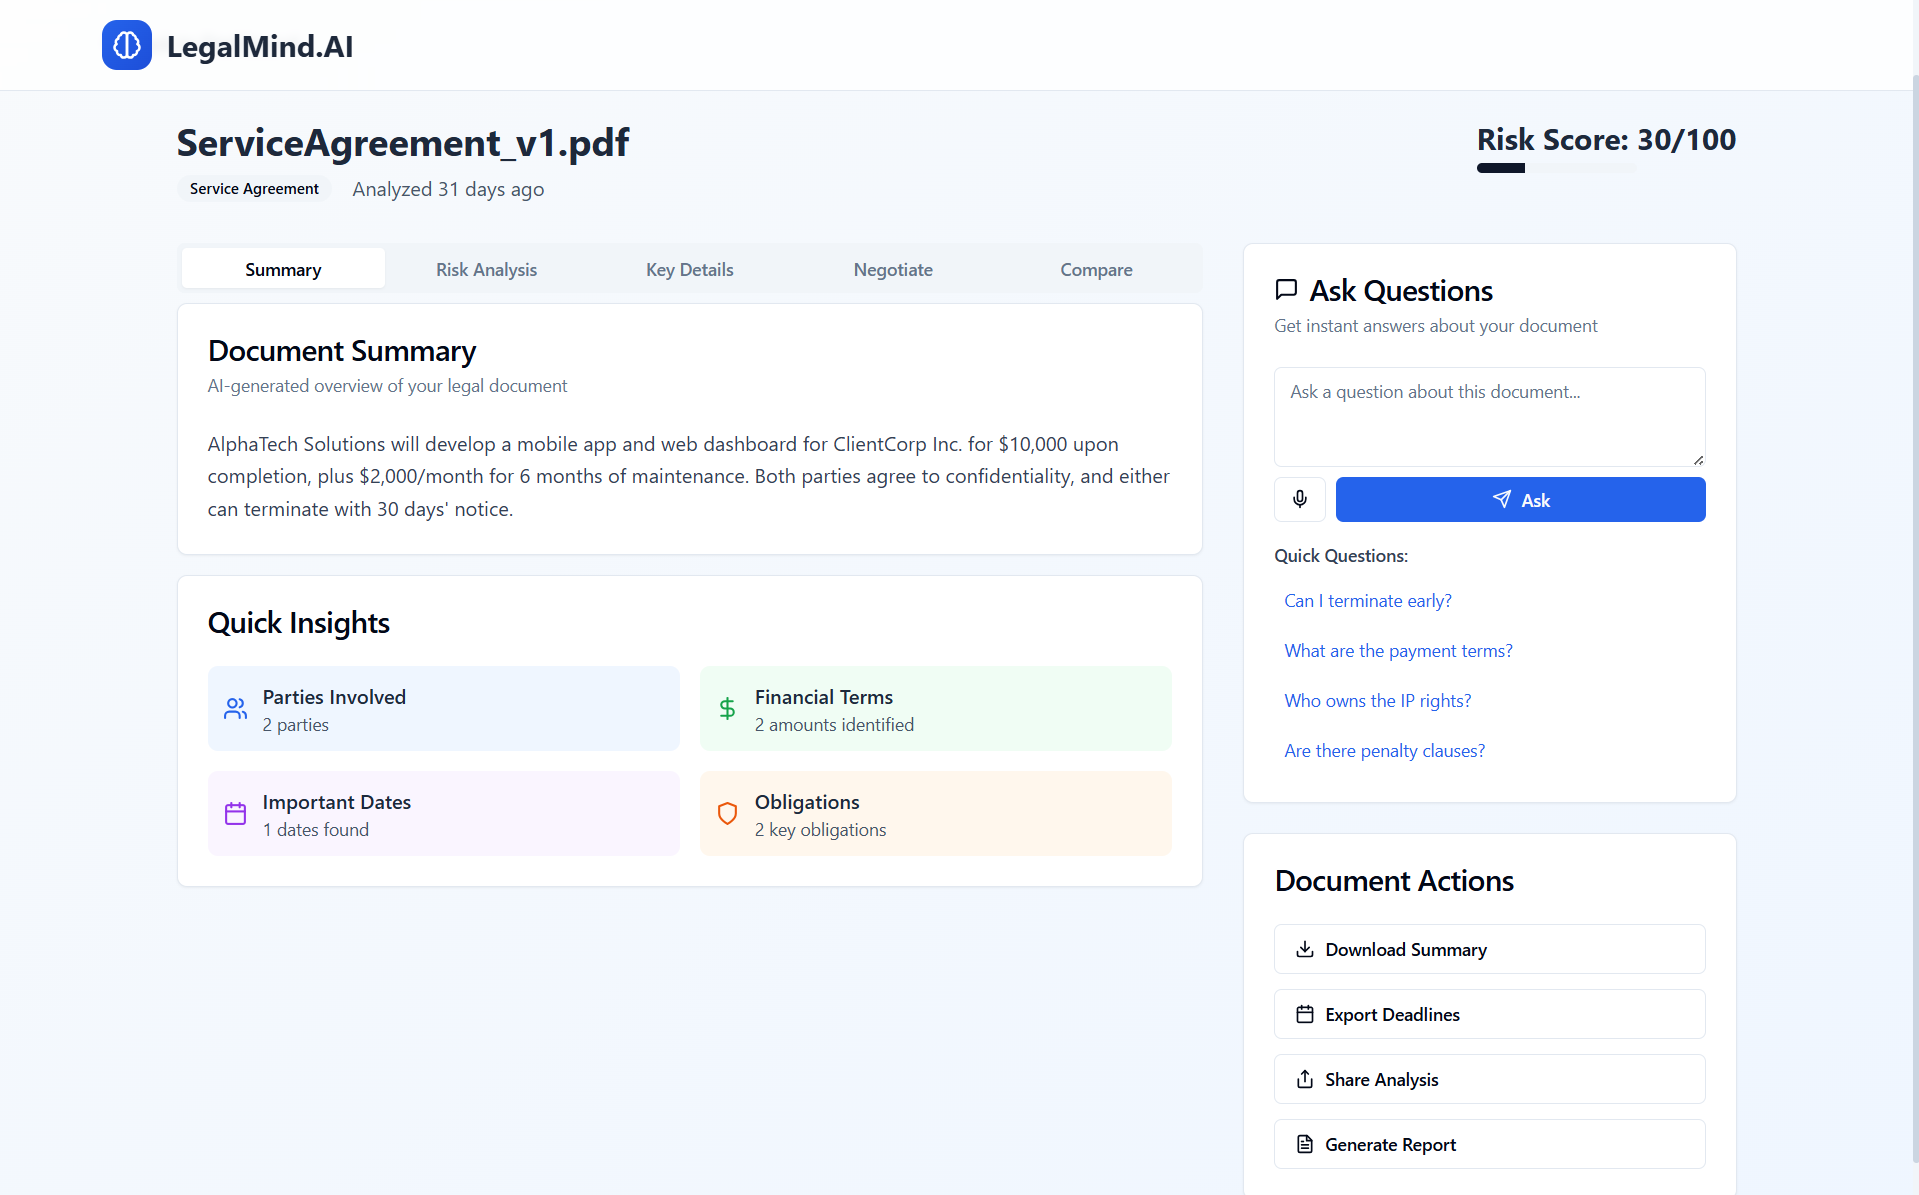 LegalMind.AI
ServiceAgreement_v1.pdf
Risk Score: 30/100
Service Agreement
Analyzed 31 days ago
Summary
Risk Analysis
Key Details
Negotiate
Compare
Document Summary
AI-generated overview of your legal document
AlphaTech Solutions will develop a mobile app and web dashboard for ClientCorp Inc. for $10,000 upon
completion, plus $2,000/month for 6 months of maintenance. Both parties agree to confidentiality, and either
can terminate with 30 days' notice.
Quick Insights
Parties Involved
2 parties
Financial Terms
2 amounts identified
Important Dates
1 dates found
Obligations
2 key obligations
Ask Questions
Get instant answers about your document
Ask a question about this document...
Ask
Quick Questions:
Can I terminate early?
What are the payment terms?
Who owns the IP rights?
Are there penalty clauses?
Document Actions
Download Summary
Export Deadlines
Share Analysis
Generate Report